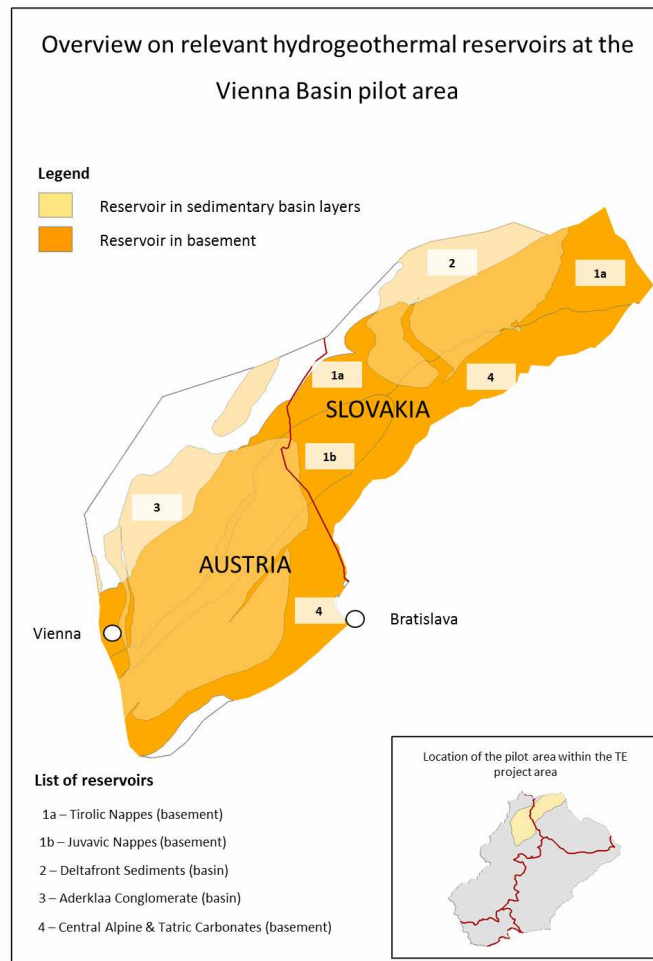 Overview on relevant hydrogeothermal reservoirs at the
Vienna Basin pilot area
Legend
Reservoir in sedimentary basin layers
Reservoir in basement
2
1a
1a
4
SLOVAKIA
1b
3
AUSTRIA
4
Vienna
Bratislava
List of reservoirs
1a – Tirolic Nappes (basement)
1b – Juvavic Nappes (basement)
2 – Deltafront Sediments (basin)
3 – Aderklaa Conglomerate (basin)
4 – Central Alpine & Tatric Carbonates (basement)
Location of the pilot area within the TE
project area